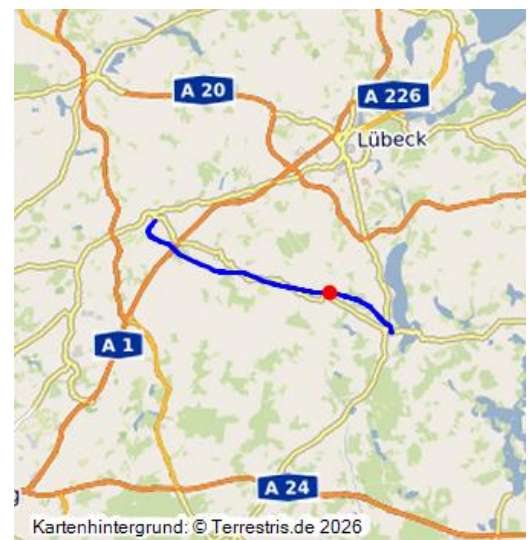 A 20
A 226
Lübeck
A 1
A 24
g
Kartenhintergrund: © Terrestris.de 2026